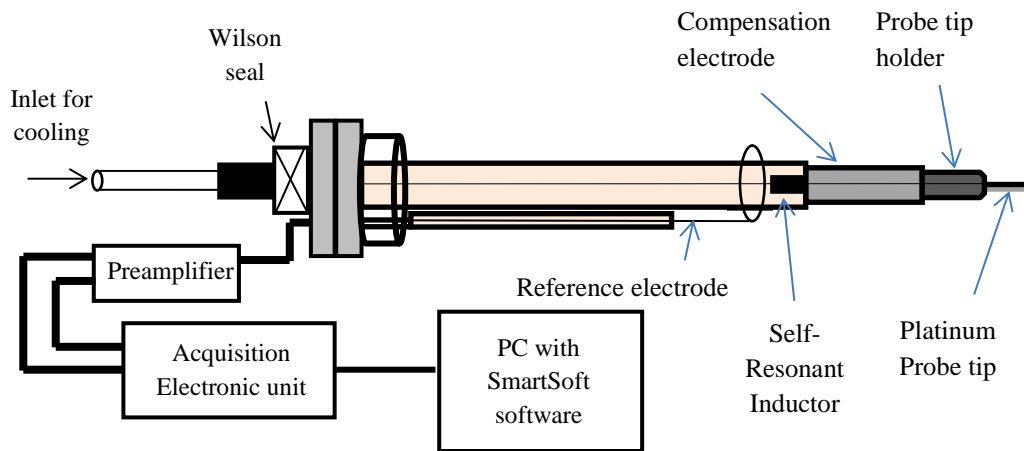 Wilson
seal
Inlet for
cooling
Compensation
electrode
Probe tip
holder
Preamplifier
Reference electrode
Acquisition
Electronic unit
PC with
SmartSoft
software
Self-
Resonant
Inductor
Platinum
Probe tip